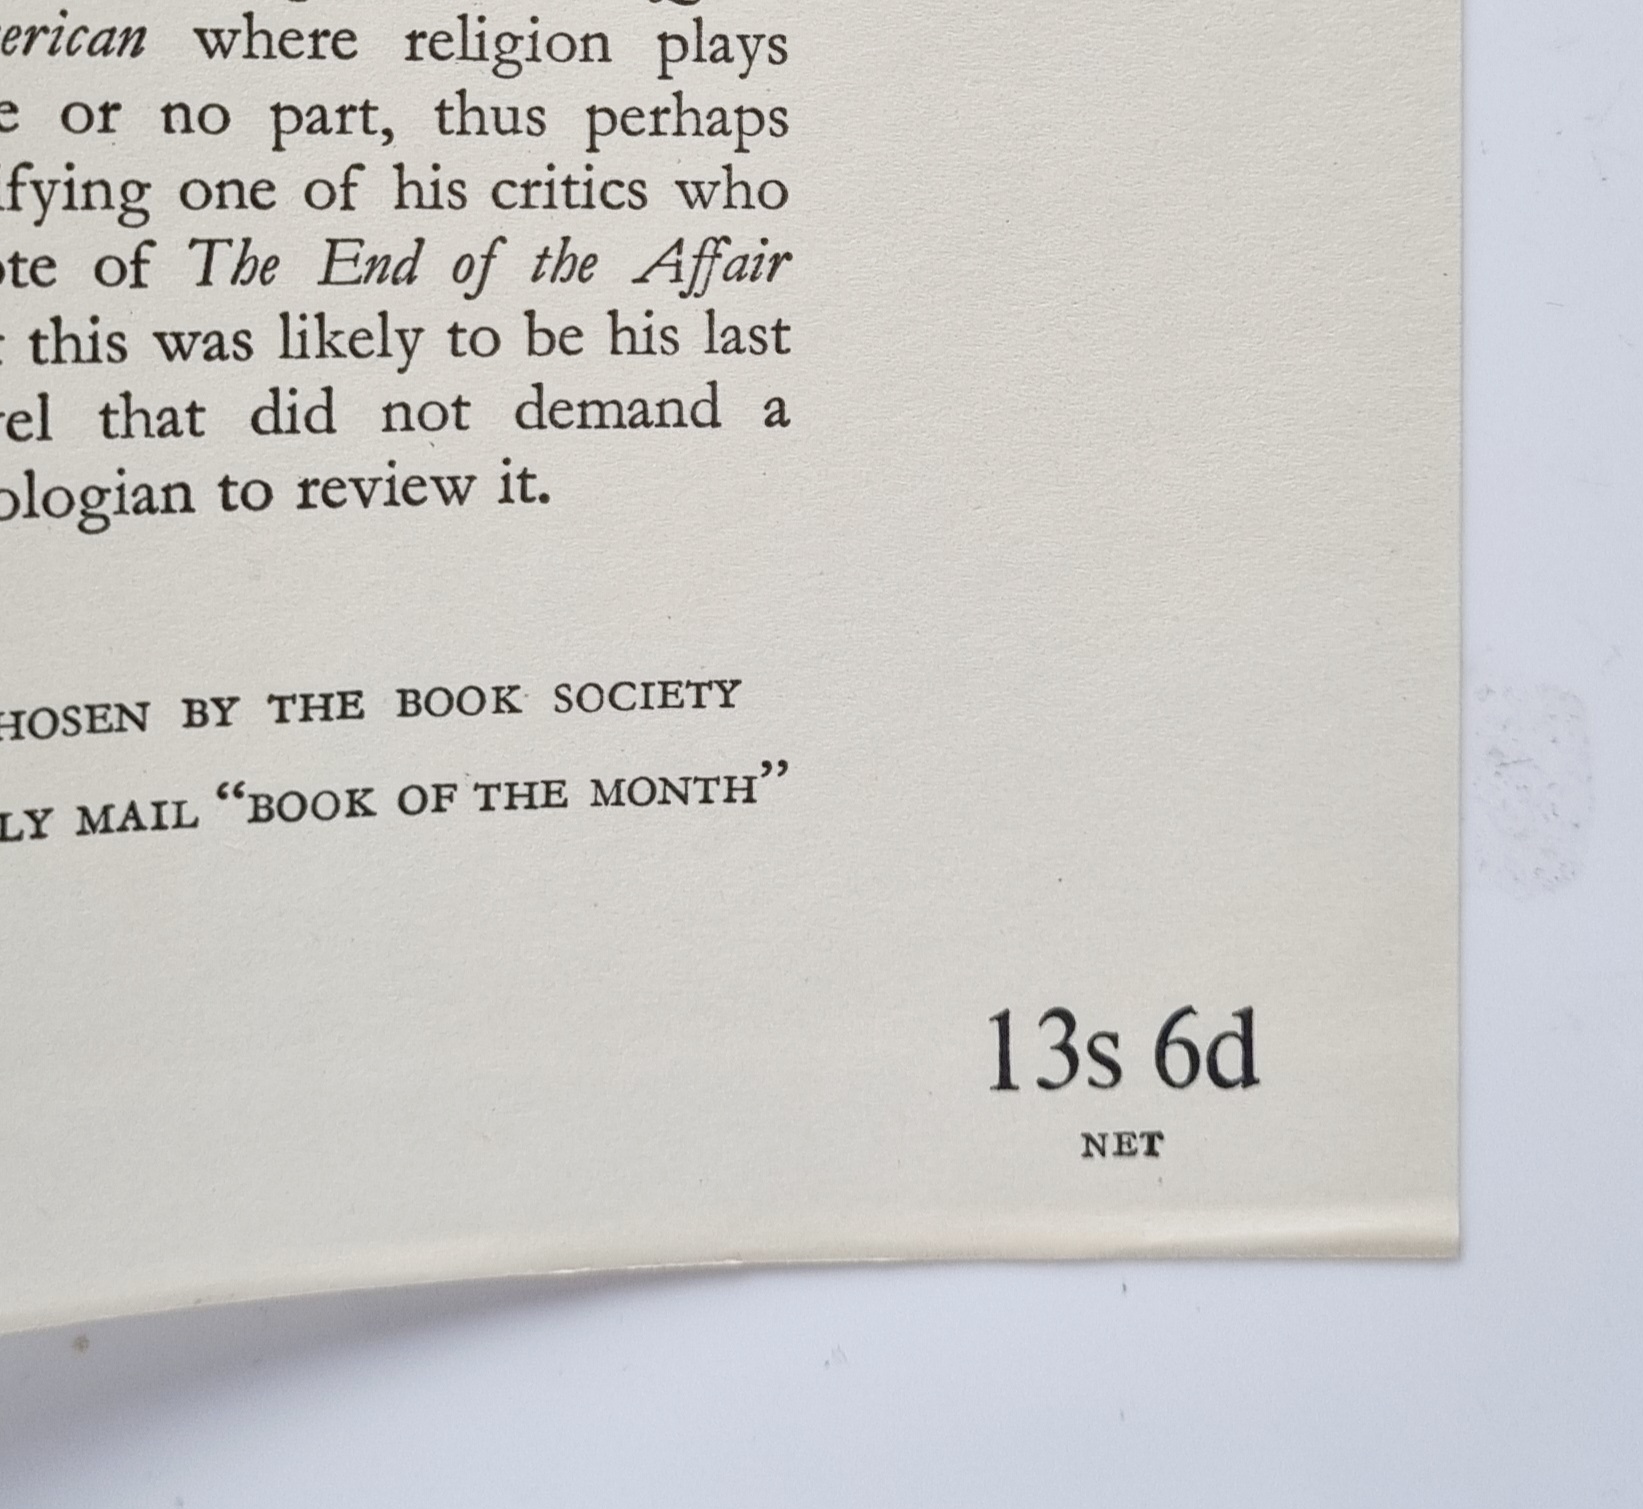 erican where religion plays
e or no part, thus perhaps
ifying one of his critics who
ote of The End of the Affair
this was likely to be his last
el that did not demand a
ologian to review it.
HOSEN BY THE BOOK SOCIETY
LY MAIL “BOOK OF THE MONTH”
13s 6d
NET